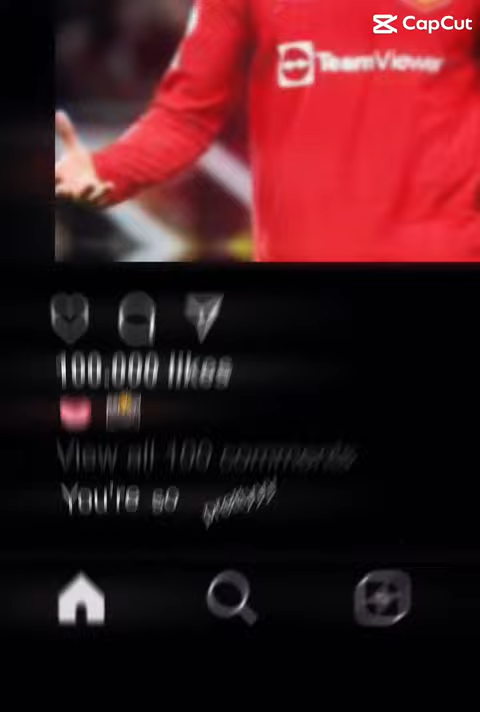 CapCut
TeamViewer
100,000 likes
View all 100 comments
You're so